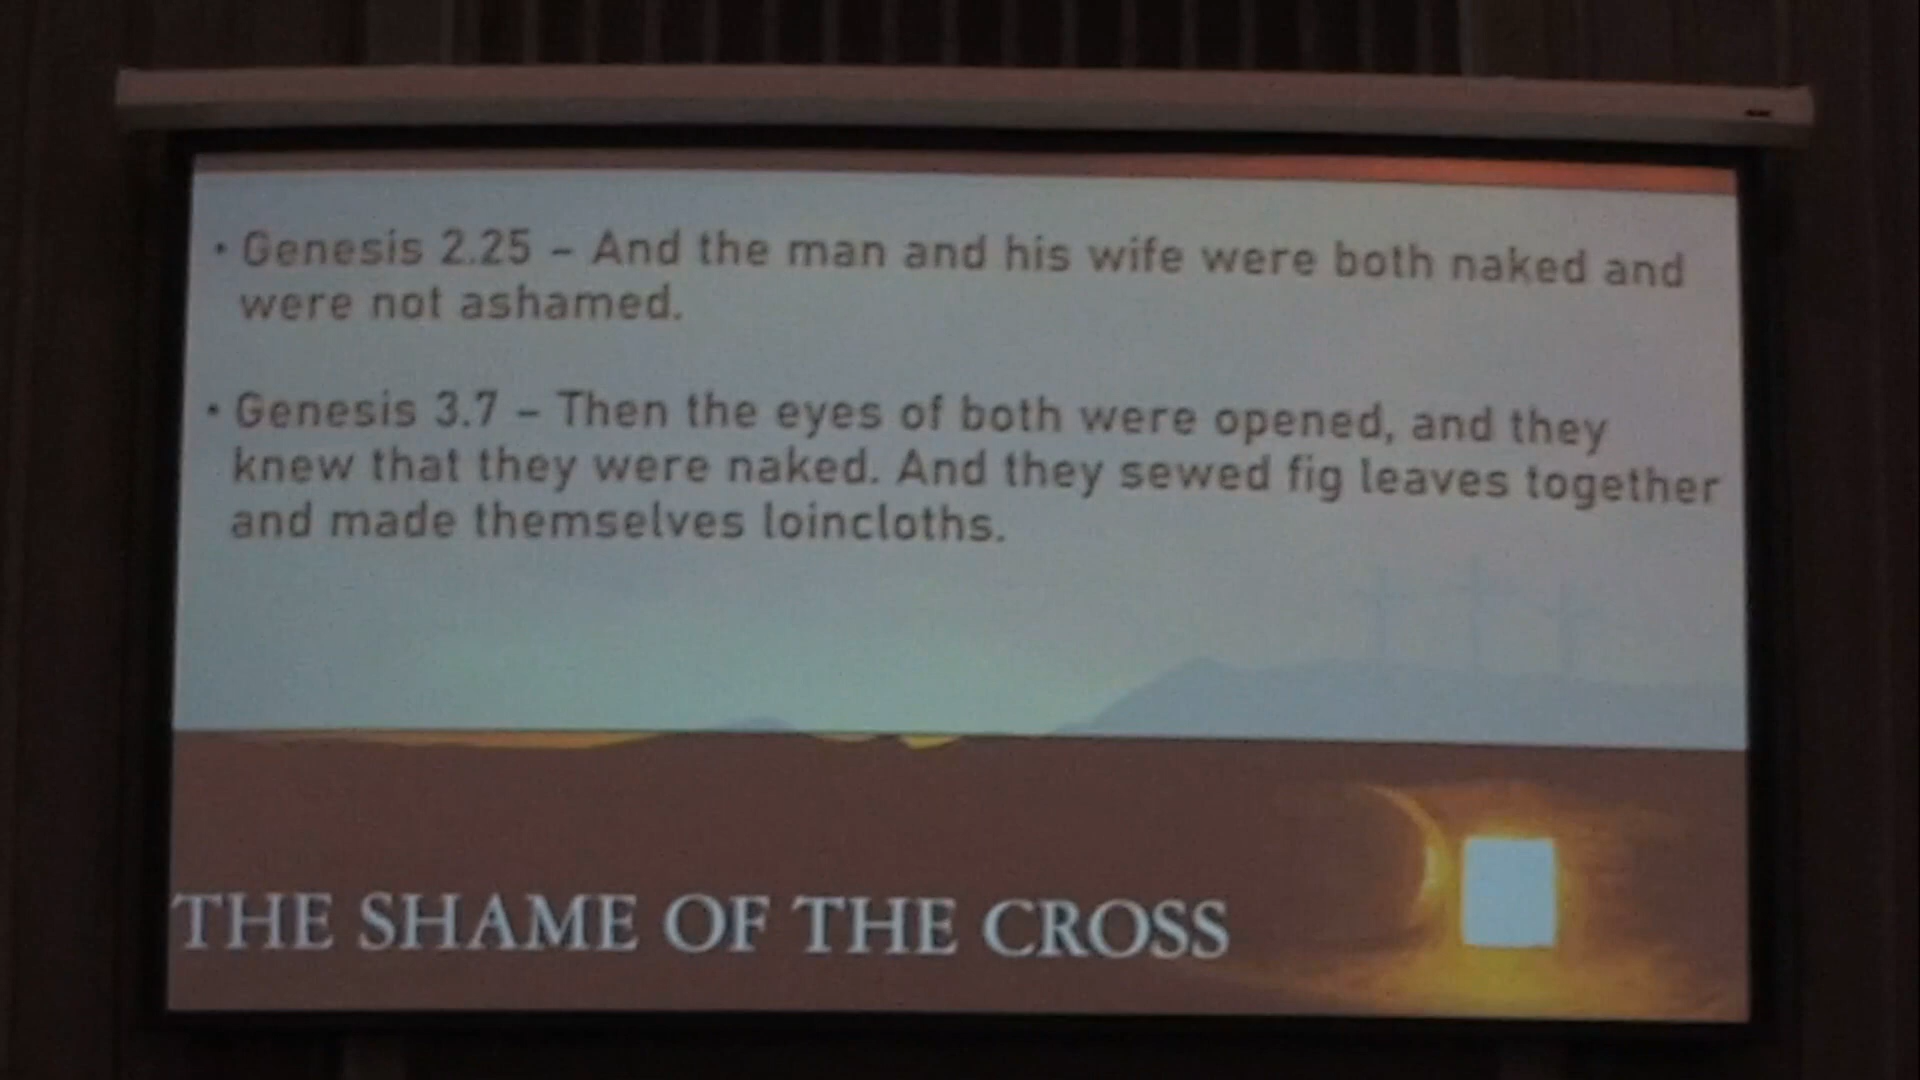 • Genesis 2.25 – And the man and his wife were both naked and
were not ashamed.
• Genesis 3.7 – Then the eyes of both were opened, and they
knew that they were naked. And they sewed fig leaves together
and made themselves loincloths.
THE SHAME OF THE CROSS